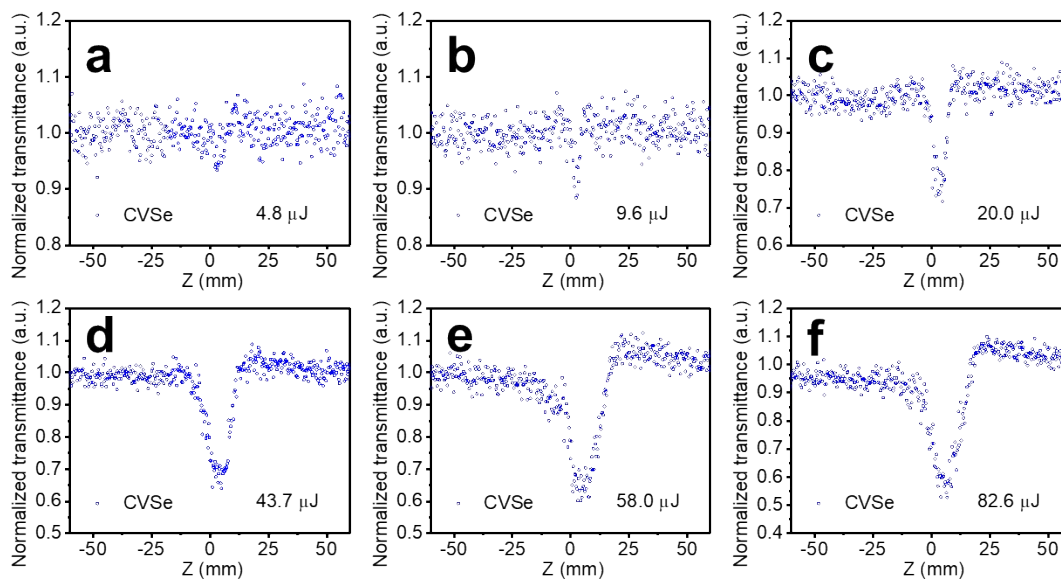 a
Normalized transmittance (a.u.)
1.2
1.1
1.0
0.9
0.8
CVSe
4.8 μJ
-50 -25 0 25 50
Z (mm)
b
Normalized transmittance (a.u.)
1.2
1.1
1.0
0.9
0.8
CVSe
9.6 μJ
-50 -25 0 25 50
Z (mm)
c
Normalized transmittance (a.u.)
1.2
1.1
1.0
0.9
0.8
0.7
0.6
CVSe
20.0 μJ
-50 -25 0 25 50
Z (mm)
d
Normalized transmittance (a.u.)
1.2
1.1
1.0
0.9
0.8
0.7
0.6
0.5
CVSe
43.7 μJ
-50 -25 0 25 50
Z (mm)
e
Normalized transmittance (a.u.)
1.2
1.1
1.0
0.9
0.8
0.7
0.6
0.5
CVSe
58.0 μJ
-50 -25 0 25 50
Z (mm)
f
Normalized transmittance (a.u.)
1.2
1.1
1.0
0.9
0.8
0.7
0.6
0.5
0.4
CVSe
82.6 μJ
-50 -25 0 25 50
Z (mm)